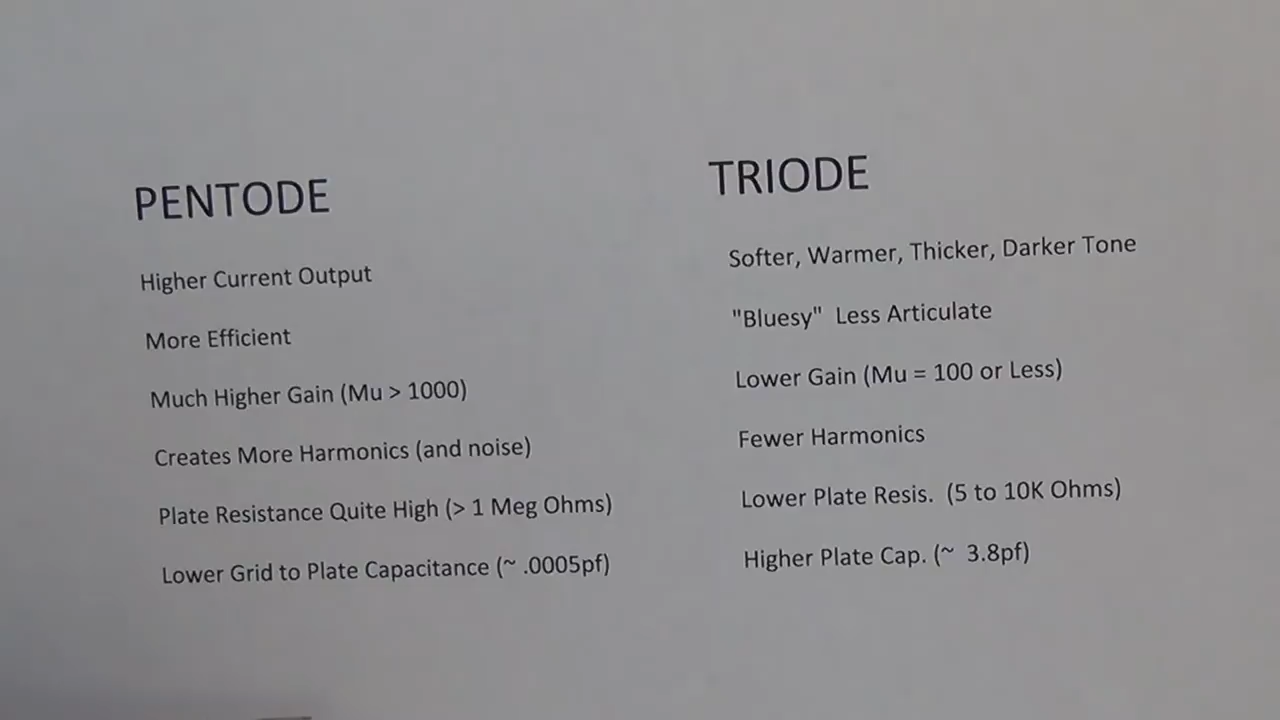 PENTODE
Higher Current Output
More Efficient
Much Higher Gain (Mu > 1000)
Creates More Harmonics (and noise)
Plate Resistance Quite High (> 1 Meg Ohms)
Lower Grid to Plate Capacitance (~ .0005pf)
TRIODE
Softer, Warmer, Thicker, Darker Tone
"Bluesy"  Less Articulate
Lower Gain (Mu = 100 or Less)
Fewer Harmonics
Lower Plate Resis.  (5 to 10K Ohms)
Higher Plate Cap. (~  3.8pf)